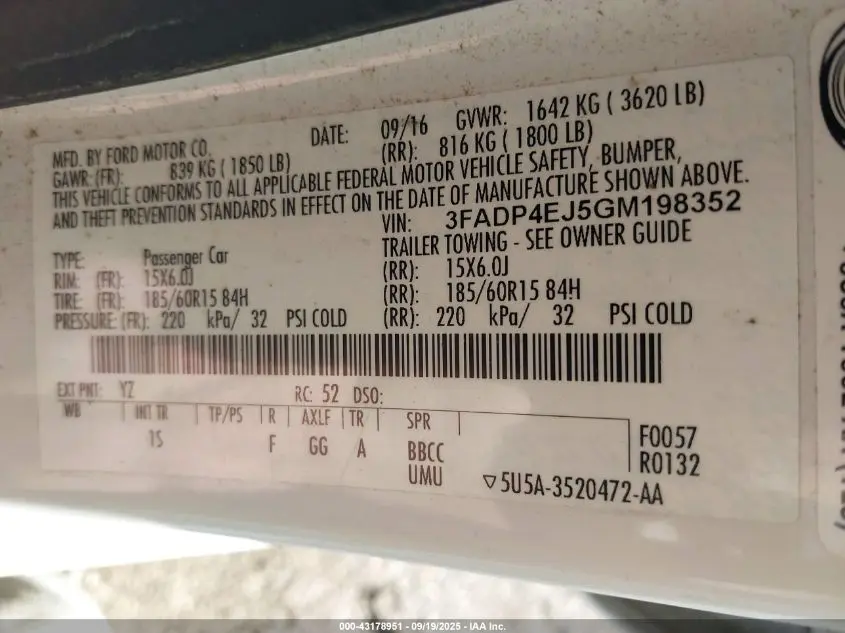 MFD. BY FORD MOTOR CO. DATE: 09/16 GVWR: 1642 KG ( 3620 LB)
GAWR: (FR): 839 KG ( 1850 LB) (RR): 816 KG ( 1800 LB)
THIS VEHICLE CONFORMS TO ALL APPLICABLE FEDERAL MOTOR VEHICLE SAFETY, BUMPER,
AND THEFT PREVENTION STANDARDS IN EFFECT ON THE DATE OF MANUFACTURE SHOWN ABOVE.
VIN: 3FADP4EJ5GM198352
TYPE: Passenger Car TRAILER TOWING - SEE OWNER GUIDE
RIM: (FR): 15X6.0J (RR): 15X6.0J
TIRE: (FR): 185/60R15 84H (RR): 185/60R15 84H
PRESSURE: (FR): 220 kPa/ 32 PSI COLD (RR): 220 kPa/ 32 PSI COLD
EXT PNT: YZ RC: 52 DSO:
WB INT TR TP/PS R AXLE TR SPR
1S F GG A BBCC
UMU
F0057
R0132
▽5U5A-3520472-AA
000-43178951 - 09/19/2025 - IAA Inc.